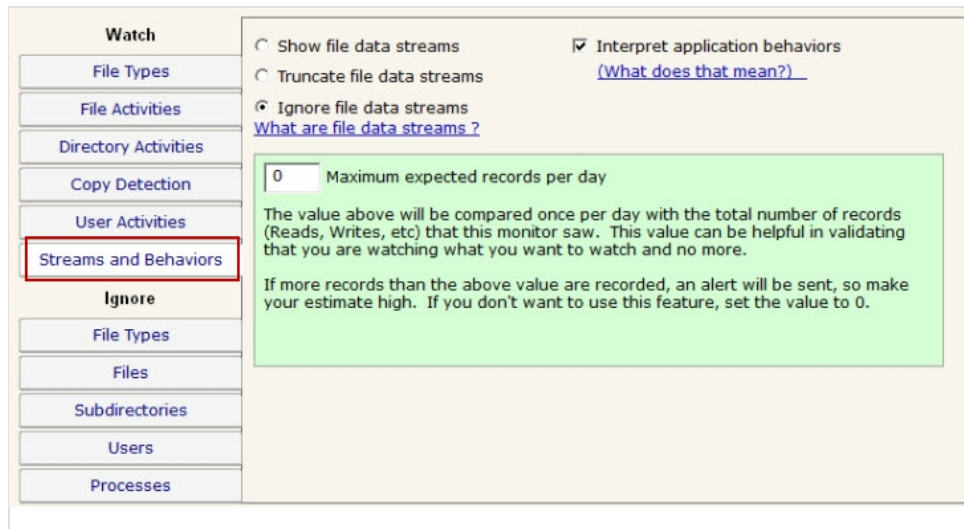 Watch
File Types
File Activities
Directory Activities
Copy Detection
User Activities
Streams and Behaviors
Ignore
File Types
Files
Subdirectories
Users
Processes
Show file data streams
Truncate file data streams
Ignore file data streams
What are file data streams ?
Interpret application behaviors
(What does that mean?)
0 Maximum expected records per day
The value above will be compared once per day with the total number of records
(Reads, Writes, etc) that this monitor saw. This value can be helpful in validating
that you are watching what you want to watch and no more.
If more records than the above value are recorded, an alert will be sent, so make
your estimate high. If you don't want to use this feature, set the value to 0.